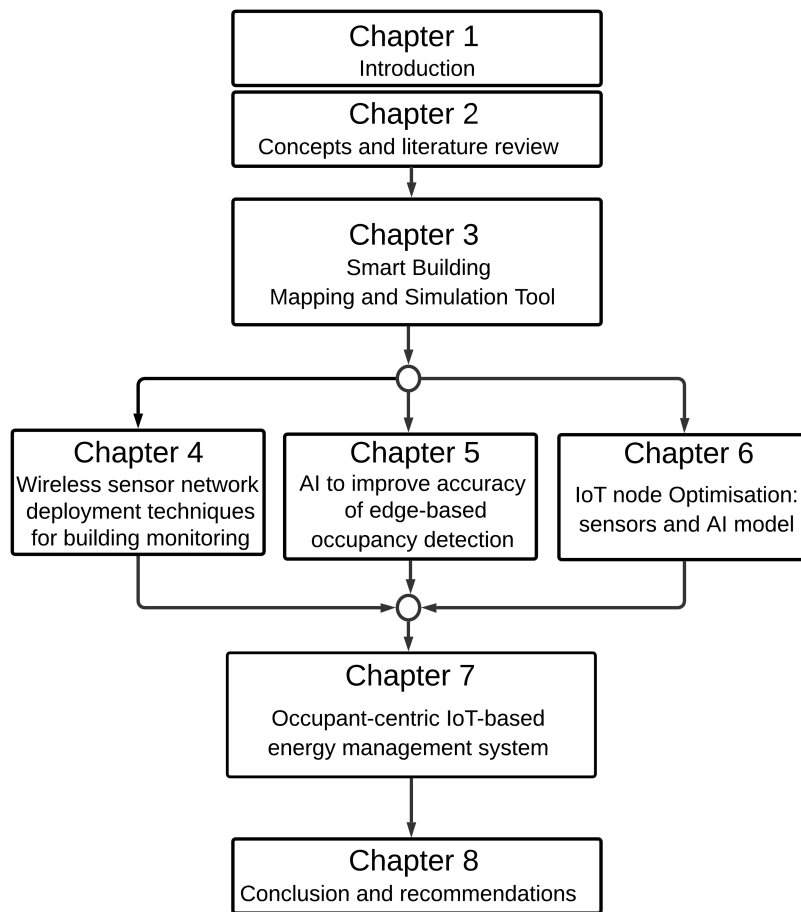 Chapter 1
Introduction
Chapter 2
Concepts and literature review
Chapter 3
Smart Building
Mapping and Simulation Tool
Chapter 4
Wireless sensor network
deployment techniques
for building monitoring
Chapter 5
AI to improve accuracy
of edge-based
occupancy detection
Chapter 6
IoT node Optimisation:
sensors and AI model
Chapter 7
Occupant-centric IoT-based
energy management system
Chapter 8
Conclusion and recommendations